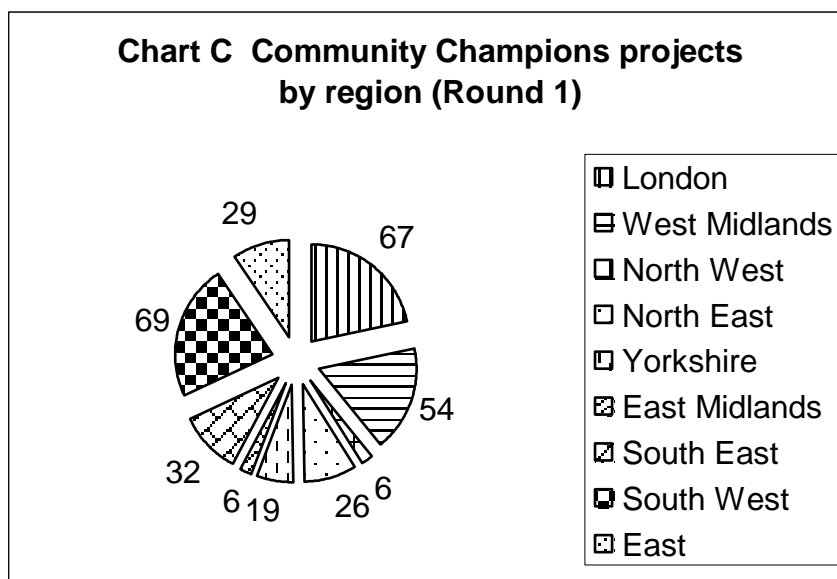 Chart C Community Champions projects
by region (Round 1)
67
54
6
26
19
6
32
69
29
London
West Midlands
North West
North East
Yorkshire
East Midlands
South East
South West
East